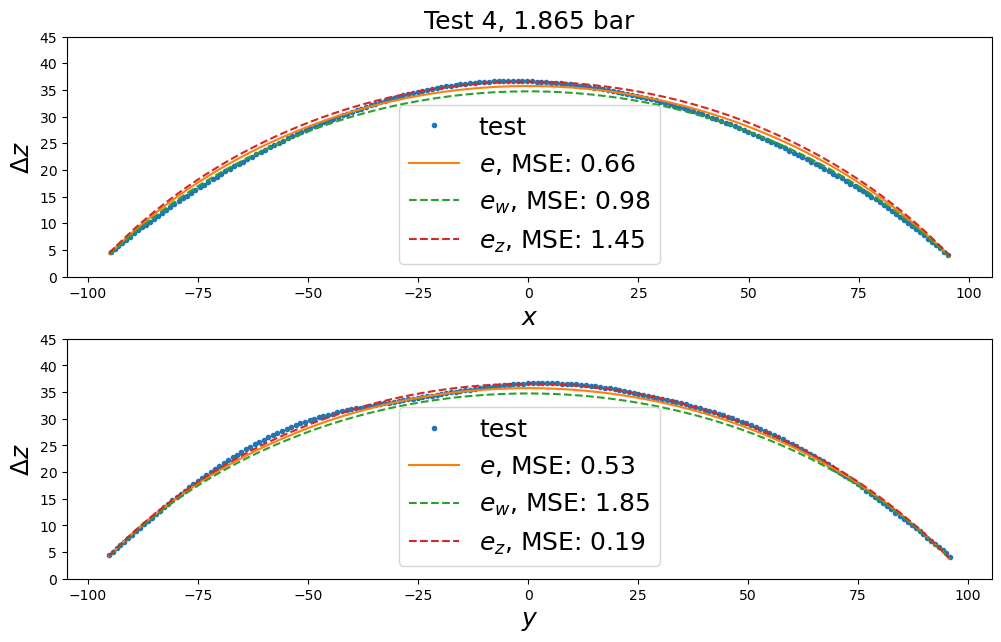 Test 4, 1.865 bar
45
40
35
30
25
20
15
10
5
0
Δz
test
e, MSE: 0.66
e_w, MSE: 0.98
e_z, MSE: 1.45
−100 −75 −50 −25 0 25 50 75 100
x
45
40
35
30
25
20
15
10
5
0
Δz
test
e, MSE: 0.53
e_w, MSE: 1.85
e_z, MSE: 0.19
−100 −75 −50 −25 0 25 50 75 100
y